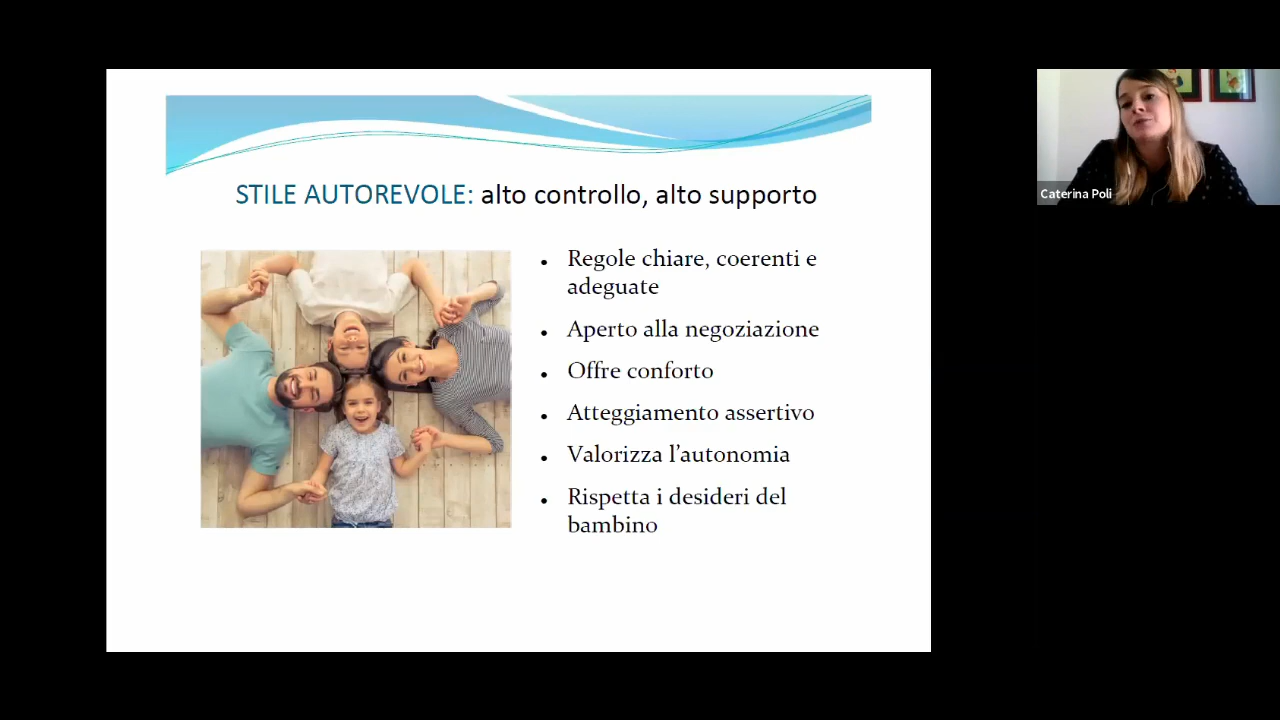 STILE AUTOREVOLE: alto controllo, alto supporto
• Regole chiare, coerenti e
adeguate
• Aperto alla negoziazione
• Offre conforto
• Atteggiamento assertivo
• Valorizza l’autonomia
• Rispetta i desideri del
bambino
Caterina Poli